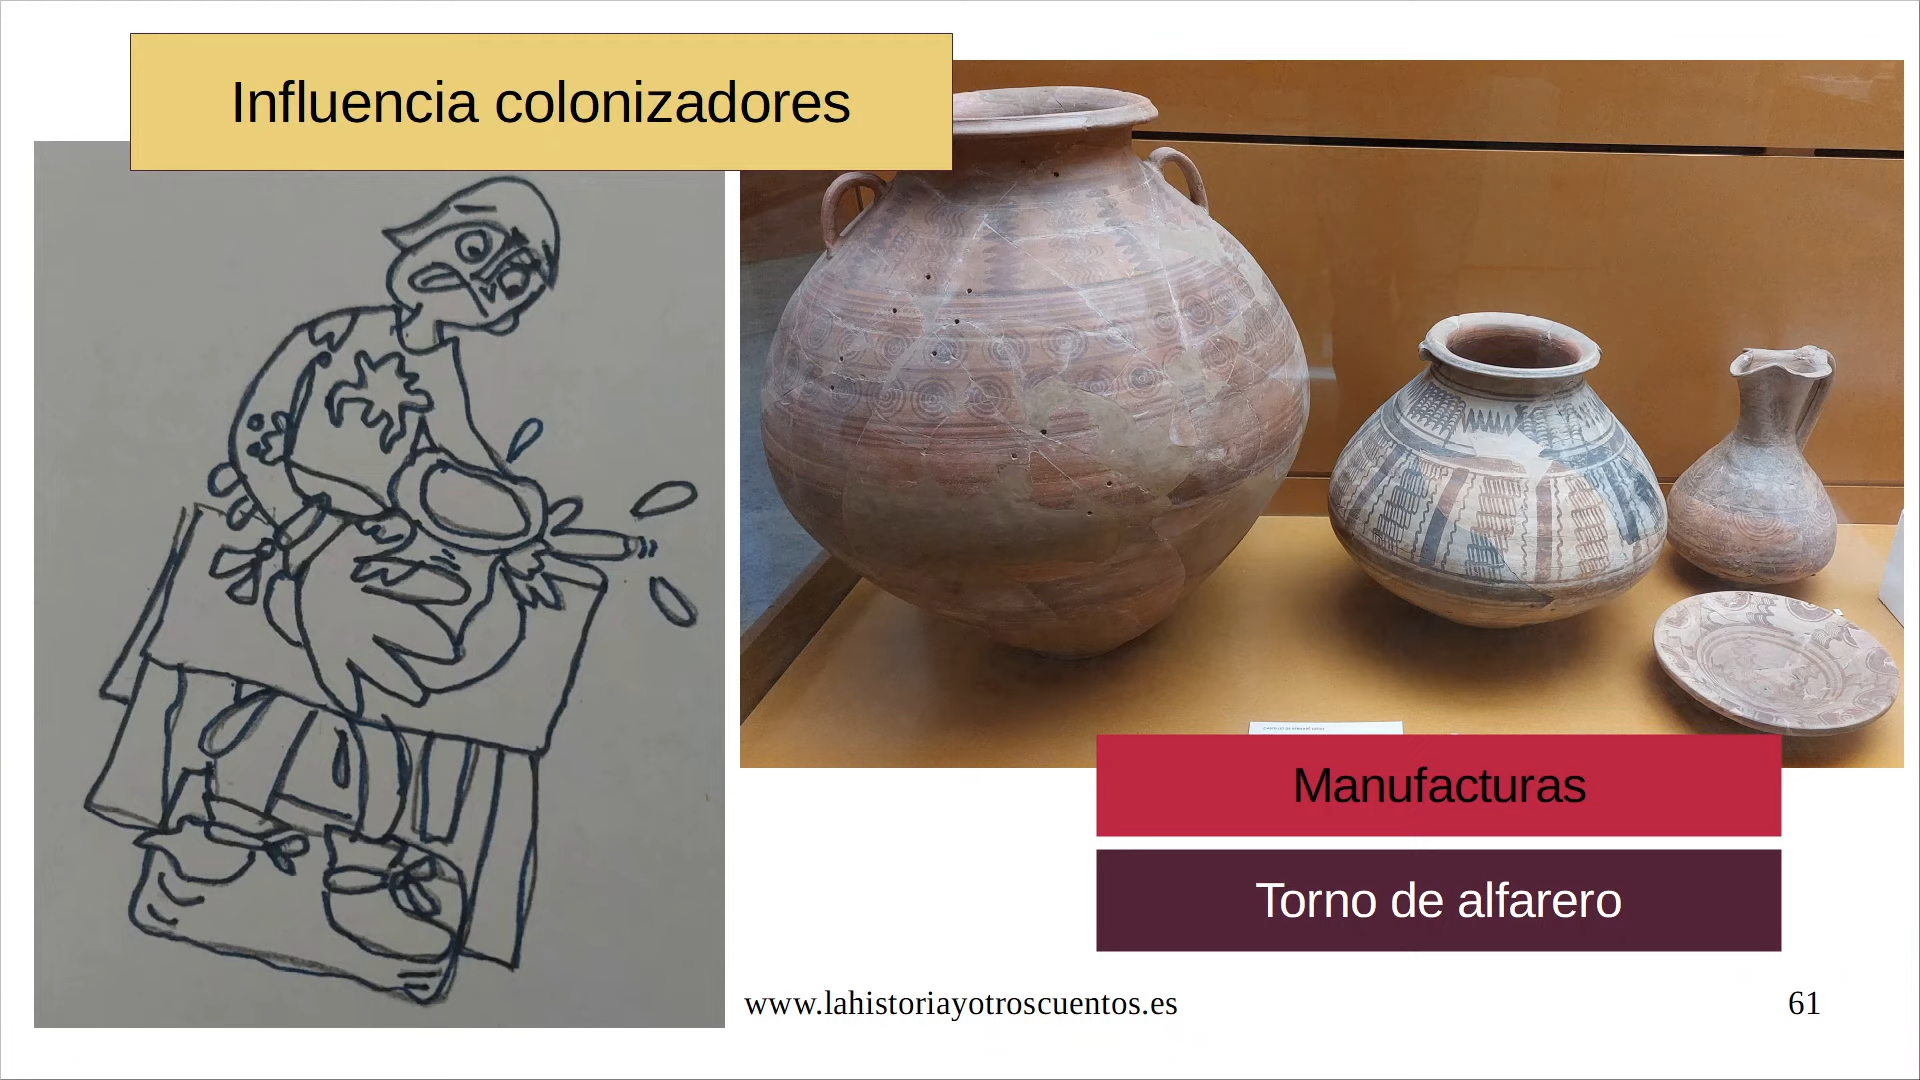 Influencia colonizadores
Manufacturas
Torno de alfarero
www.lahistoriayotroscuentos.es
61